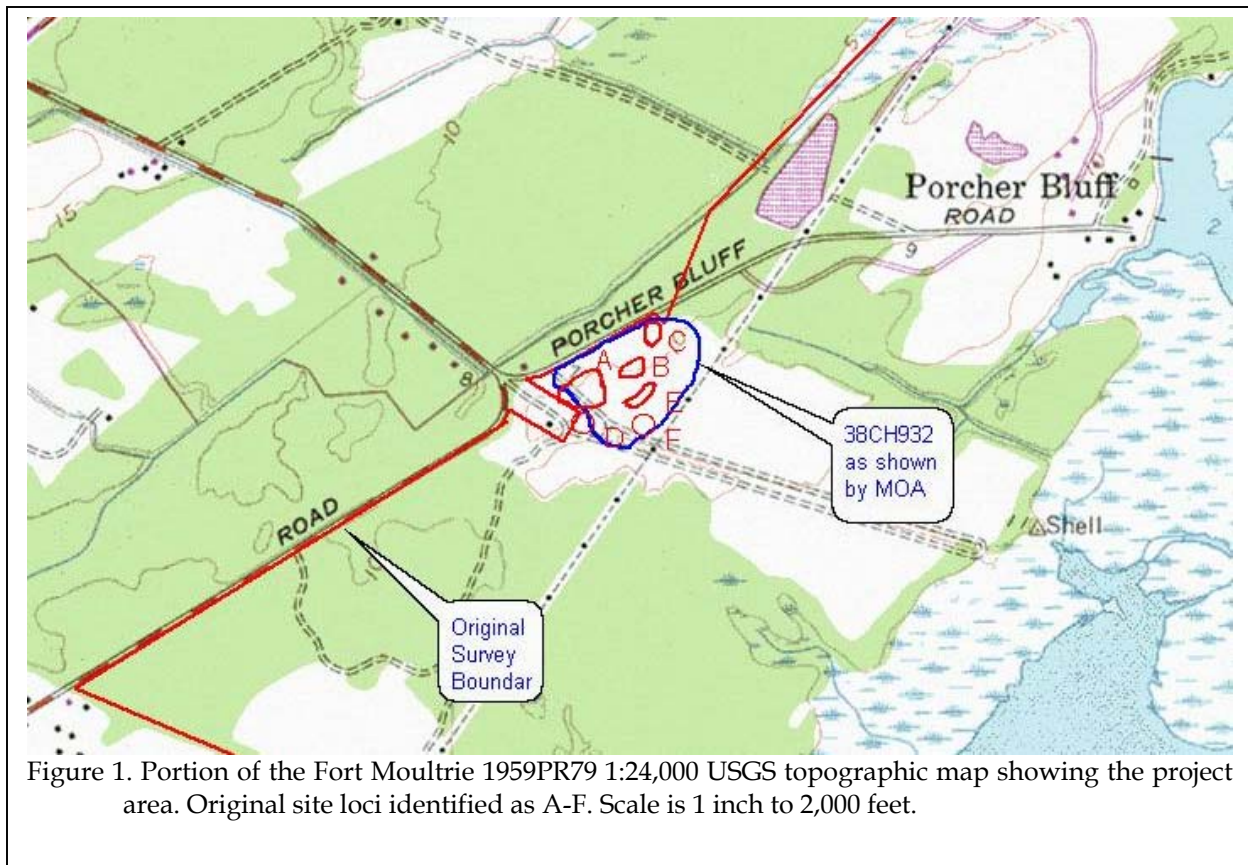 5
10
15
Porcher Bluff
ROAD
2
10
9
PORCHER BLUFF
8
A
B
C
D
E
F
38CH932
as shown
by MOA
ROAD
10
Shell
Original
Survey
Boundar
Figure 1. Portion of the Fort Moultrie 1959PR79 1:24,000 USGS topographic map showing the project
area. Original site loci identified as A-F. Scale is 1 inch to 2,000 feet.